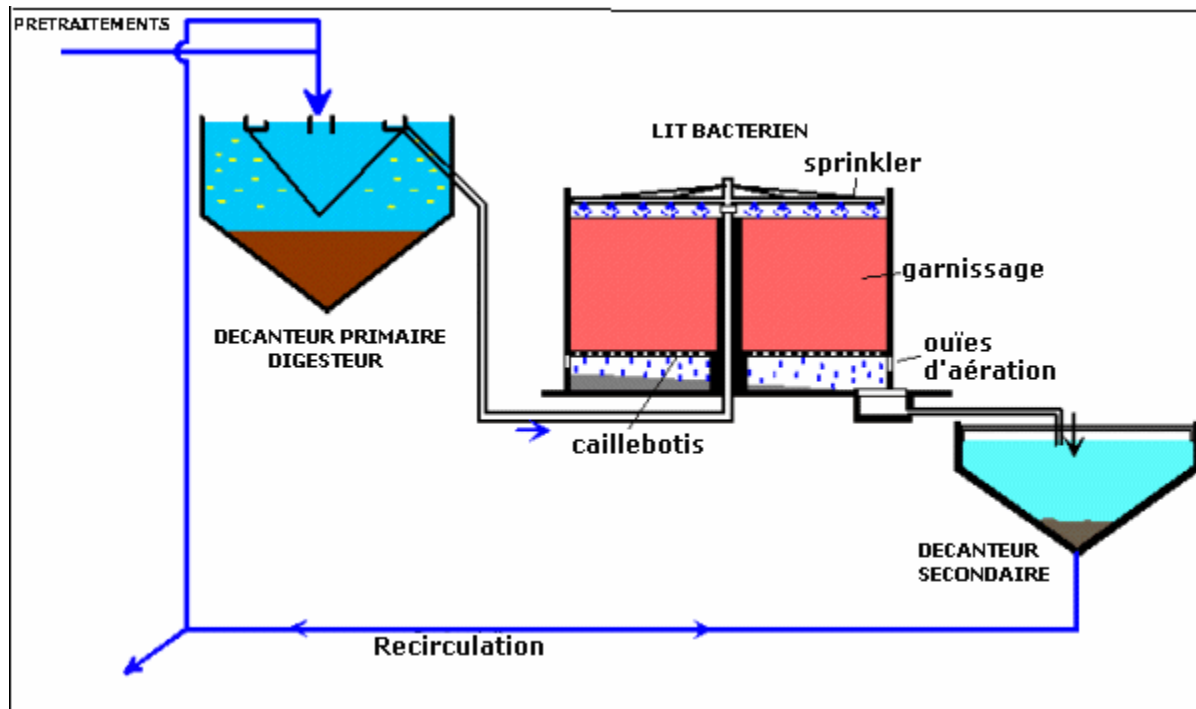 PRETRAITEMENTS
LIT BACTERIEN
sprinkler
garnissage
DECANTEUR PRIMAIRE
DIGESTEUR
ouïes
d'aération
caillebotis
DECANTEUR
SECONDAIRE
Recirculation